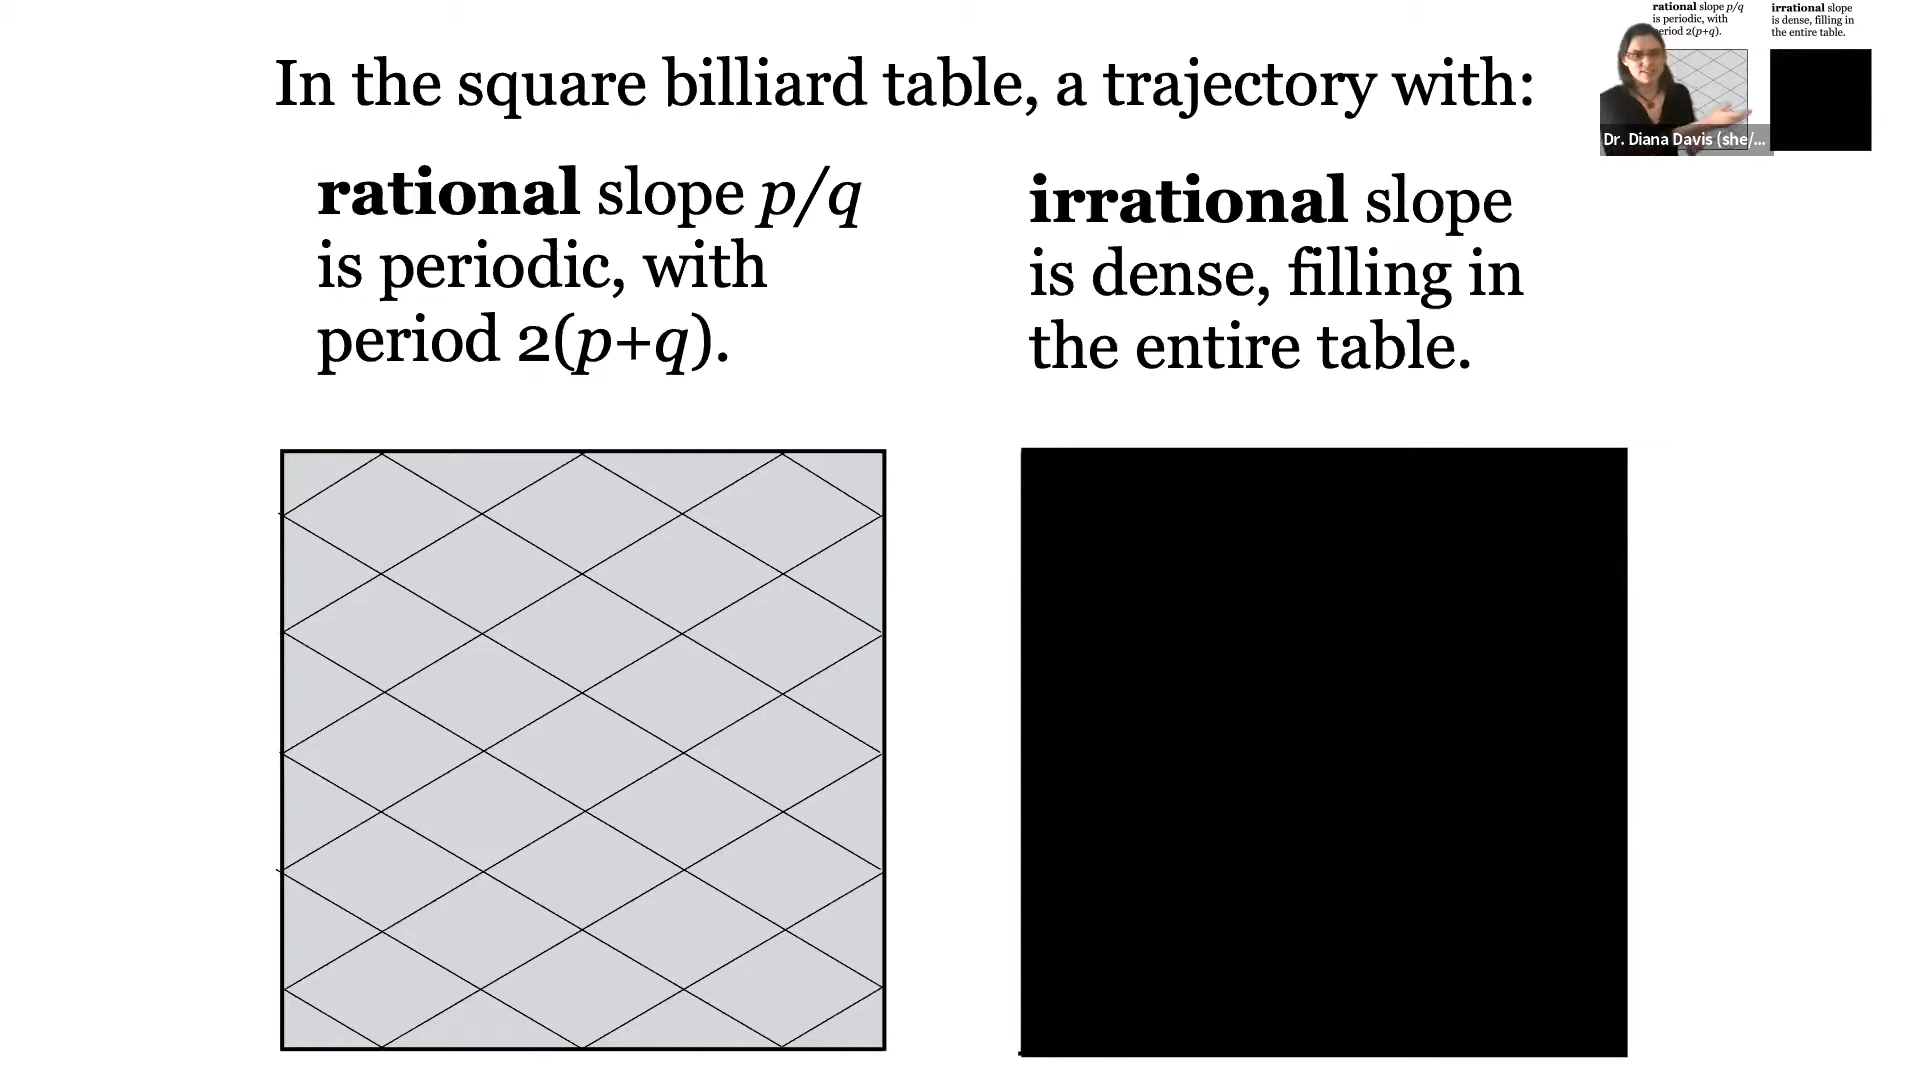 In the square billiard table, a trajectory with:
rational slope p/q
is periodic, with
period 2(p+q).
irrational slope
is dense, filling in
the entire table.
rational slope p/q
is periodic, with
period 2(p+q).
irrational slope
is dense, filling in
the entire table.
Dr. Diana Davis (she/...